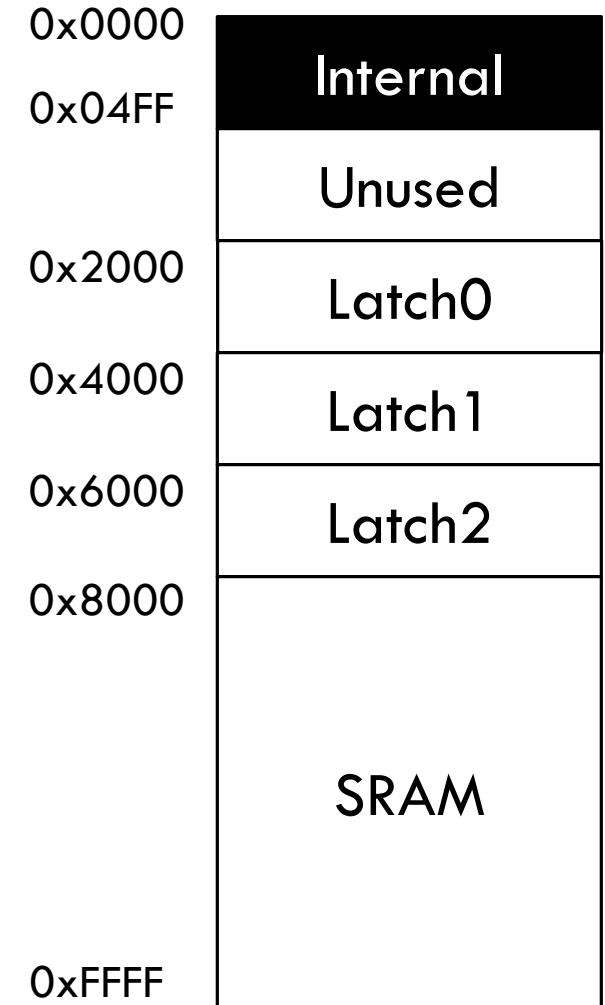 0x0000
Internal
0x04FF
Unused
0x2000
Latch0
0x4000
Latch1
0x6000
Latch2
0x8000
SRAM
0xFFFF